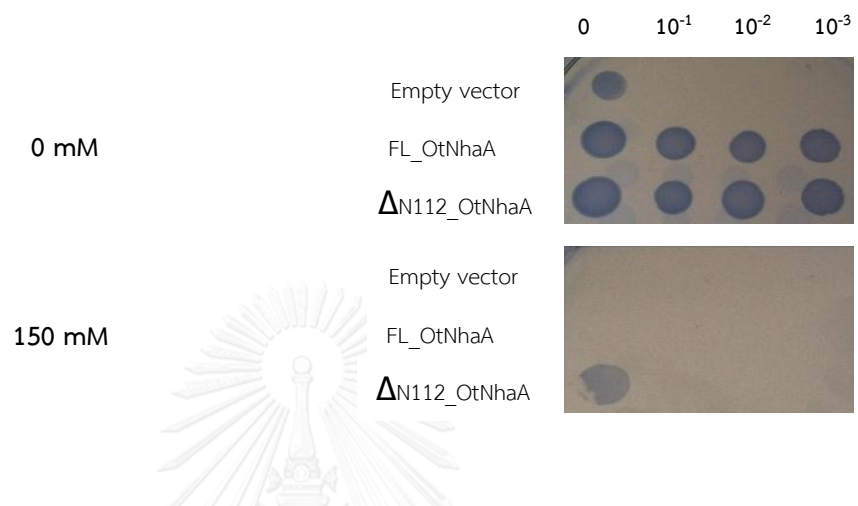 0 10⁻¹ 10⁻² 10⁻³
Empty vector
0 mM FL_OtNhaA
ΔN112_OtNhaA
Empty vector
150 mM FL_OtNhaA
ΔN112_OtNhaA